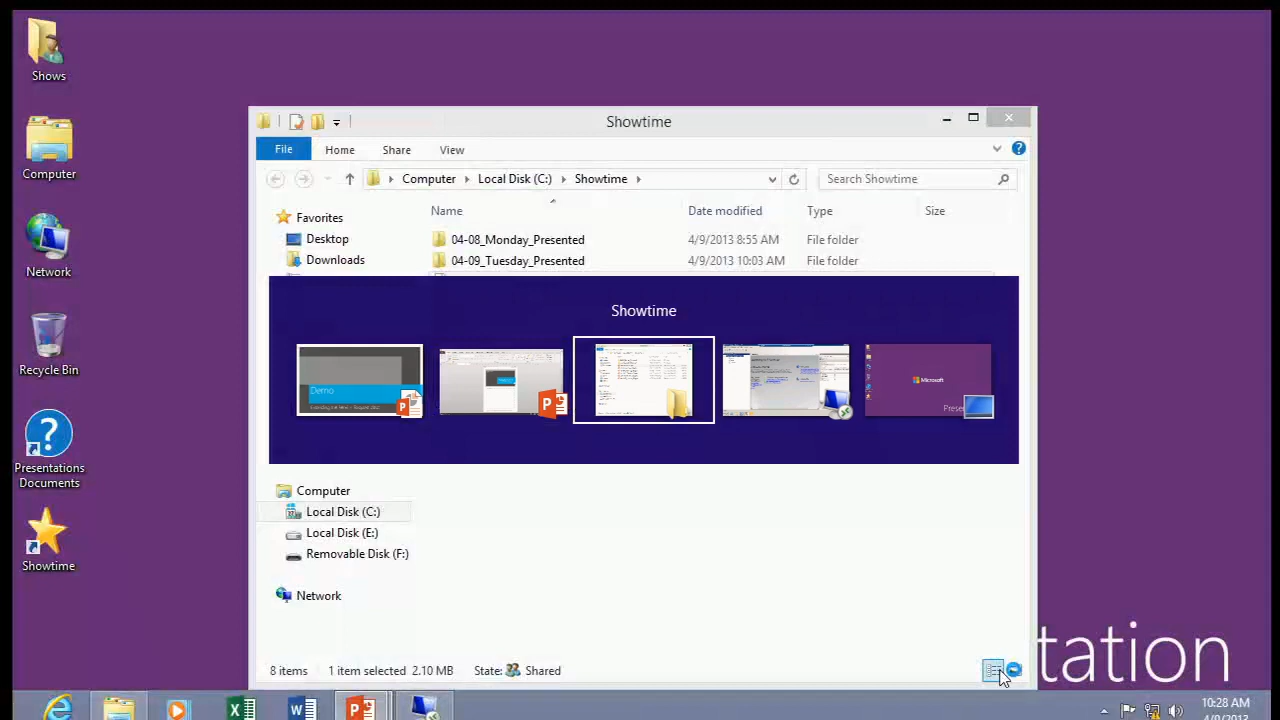 Shows
Computer
Network
Recycle Bin
Presentations
Documents
Showtime
Showtime
File
Home
Share
View
Computer
Local Disk (C:)
Showtime
Search Showtime
Name
Date modified
Type
Size
Favorites
Desktop
Downloads
04-08_Monday_Presented
4/9/2013 8:55 AM
File folder
04-09_Tuesday_Presented
4/9/2013 10:03 AM
File folder
Showtime
Demo
Microsoft
Presen
Computer
Local Disk (C:)
Local Disk (E:)
Removable Disk (F:)
Network
8 items
1 item selected 2.10 MB
State:
Shared
tation
10:28 AM